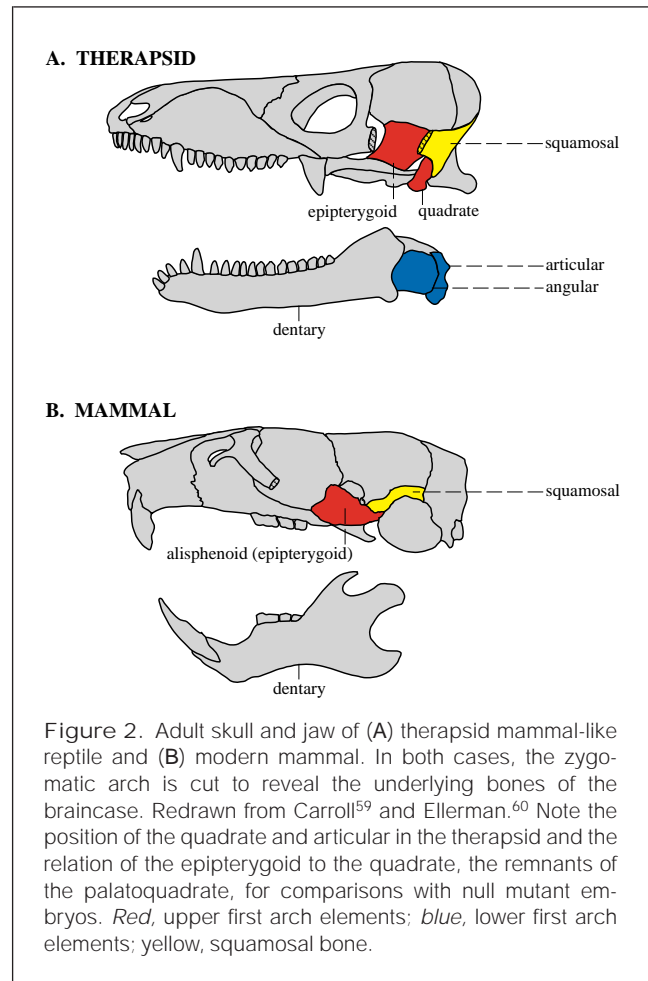 A. THERAPSID
squamosal
epipterygoid quadrate
articular
angular
dentary
B. MAMMAL
squamosal
alisphenoid (epipterygoid)
dentary
Figure 2. Adult skull and jaw of (A) therapsid mammal-like
reptile and (B) modern mammal. In both cases, the zygo-
matic arch is cut to reveal the underlying bones of the
braincase. Redrawn from Carroll59 and Ellerman.60 Note the
position of the quadrate and articular in the therapsid and the
relation of the epipterygoid to the quadrate, the remnants of
the palatoquadrate, for comparisons with null mutant em-
bryos. Red, upper first arch elements; blue, lower first arch
elements; yellow, squamosal bone.